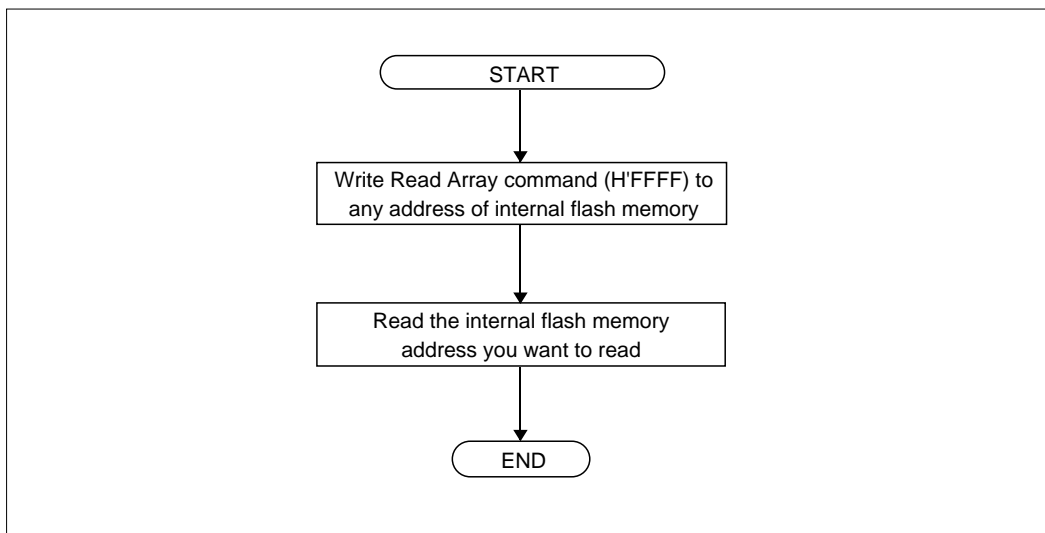 START
Write Read Array command (H'FFFF) to
any address of internal flash memory
Read the internal flash memory
address you want to read
END